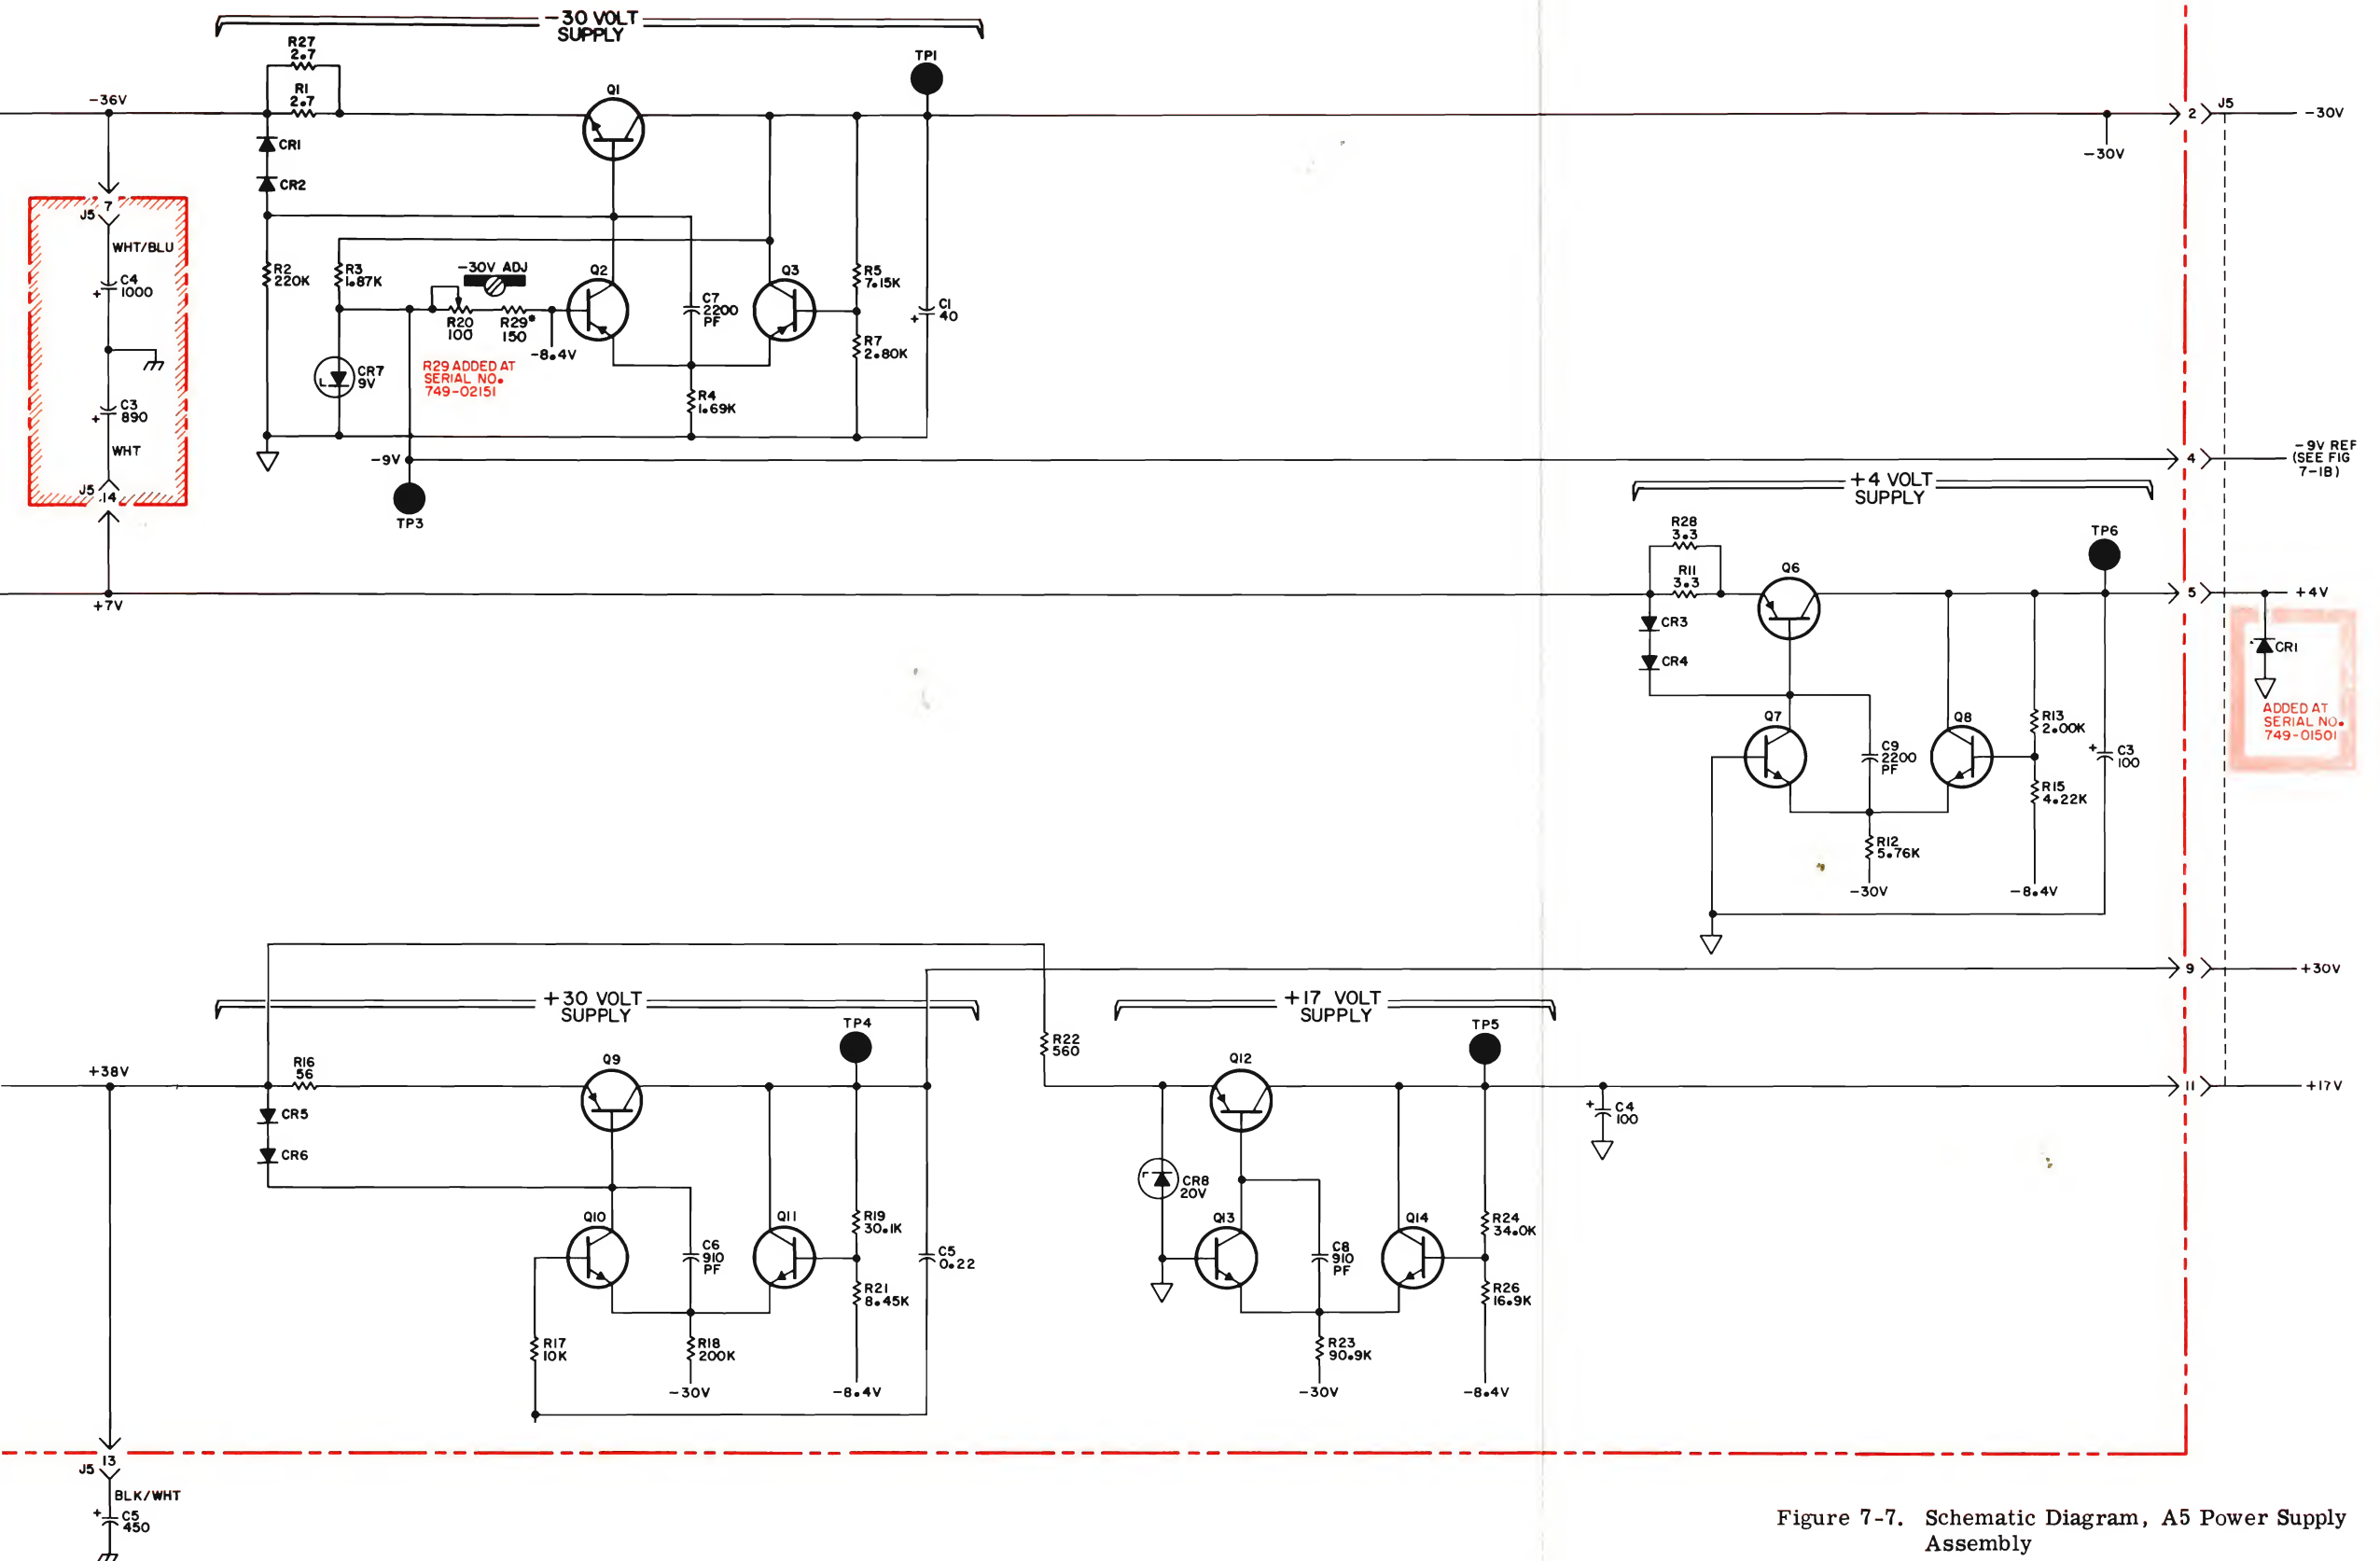 -30 VOLT
SUPPLY
R27
2.7
R1
2.7
-36V
Q1
TP1
2
J5
-30V
-30V
CR1
CR2
7
J5
WHT/BLU
C4
+ 1000
C3
+ 890
WHT
J5
14
+7V
R2
220K
R3
1.87K
-30V ADJ
R20
100
R29*
150
-8.4V
Q2
C7
2200
PF
Q3
R5
7.15K
R7
2.80K
C1
+ 40
CR7
9V
R29 ADDED AT
SERIAL NO.
749-02151
R4
1.69K
-9V
TP3
4
-9V REF
(SEE FIG
7-1B)
+4 VOLT
SUPPLY
R28
3.3
R11
3.3
Q6
TP6
5
+4V
CR3
CR4
CR1
ADDED AT
SERIAL NO.
749-01501
Q7
C9
2200
PF
Q8
R13
2.00K
R15
4.22K
+ C3
100
R12
5.76K
-30V
-8.4V
9
+30V
+30 VOLT
SUPPLY
+17 VOLT
SUPPLY
+38V
R16
56
Q9
TP4
R22
560
Q12
TP5
11
+17V
CR5
CR6
+ C4
100
CR8
20V
Q10
C6
910
PF
Q11
R19
30.1K
R21
8.45K
C5
0.22
Q13
C8
910
PF
Q14
R24
34.0K
R26
16.9K
R17
10K
R18
200K
-30V
-8.4V
R23
90.9K
-30V
-8.4V
13
J5
BLK/WHT
+ C5
450
Figure 7-7. Schematic Diagram, A5 Power Supply
Assembly